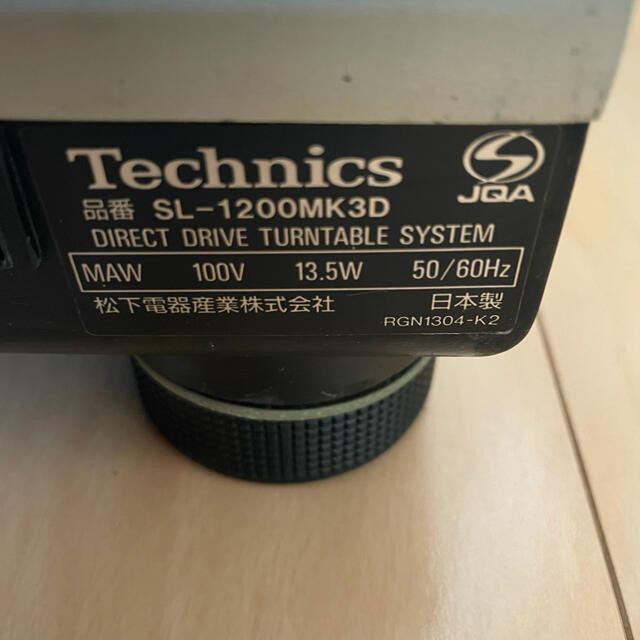 Technics
JQA
品番 SL-1200MK3D
DIRECT DRIVE TURNTABLE SYSTEM
MAW 100V 13.5W 50/60Hz
松下電器産業株式会社 日本製
RGN1304-K2